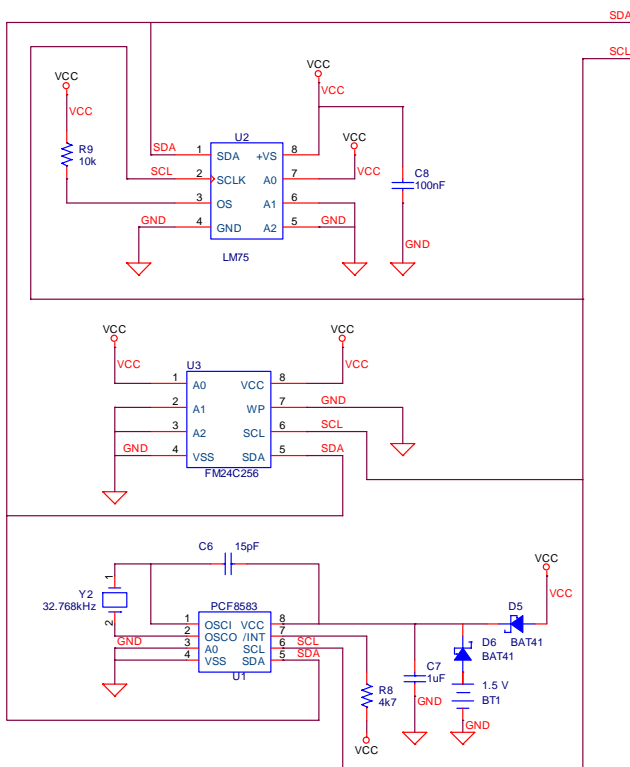 SDA
SCL
VCC
VCC
R9
10k
VCC
VCC
VCC
VCC
C8
100nF
GND
U2
SDA 1 SDA +VS 8
SCL 2 SCLK A0 7
3 OS A1 6
GND 4 GND A2 5 GND
LM75
VCC
VCC
VCC
VCC
U3
1 A0 VCC 8
2 A1 WP 7 GND
3 A2 SCL 6 SCL
GND 4 VSS SDA 5 SDA
FM24C256
C6 15pF
1
Y2
32.768kHz
2
PCF8583
1 OSCI VCC 8
2 OSCO /INT 7
GND 3 A0 SCL 6 SCL
4 VSS SDA 5 SDA
U1
VCC
VCC
D5
BAT41
D6
BAT41
R8
4k7
VCC
C7
1uF
GND
1.5 V
BT1
GND